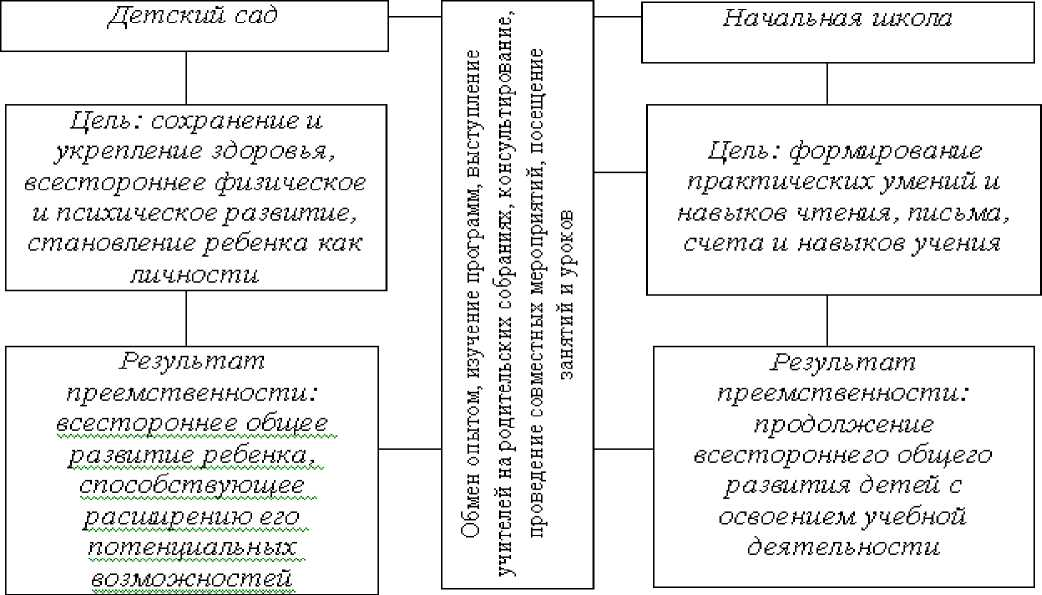 Детский сад
Цель: сохранение и
укрепление здоровья,
всестороннее физическое
и психическое развитие,
становление ребенка как
личности
Результат
преемственности:
всестороннее общее
развитие ребенка,
способствующее
расширению его
потенциальных
возможностей
Обмен опытом, изучение программ, выступление
учителей на родительских собраниях, консультирование,
проведение совместных мероприятий, посещение
занятий и уроков
Начальная школа
Цель: формирование
практических умений и
навыков чтения, письма,
счета и навыков учения
Результат
преемственности:
продолжение
всестороннего общего
развития детей с
освоением учебной
деятельности